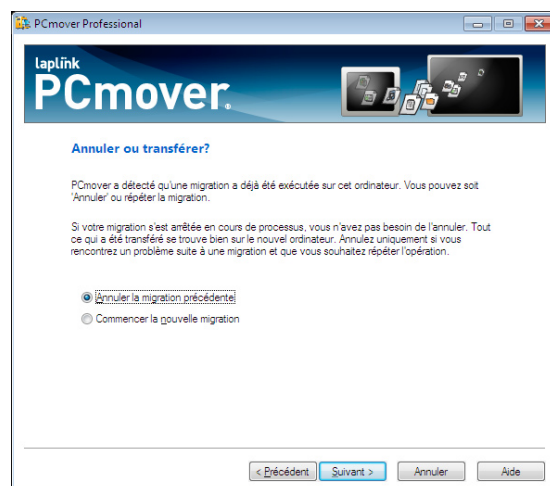 PCmover Professional
laplink
PCmover®
Annuler ou transférer?
PCmover a détecté qu'une migration a déjà été exécutée sur cet ordinateur. Vous pouvez soit
'Annuler' ou répéter la migration.
Si votre migration s'est arrêtée en cours de processus, vous n'avez pas besoin de l'annuler. Tout
ce qui a été transféré se trouve bien sur le nouvel ordinateur. Annulez uniquement si vous
rencontrez un problème suite à une migration et que vous souhaitez répéter l'opération.
Annuler la migration précédente
Commencer la nouvelle migration
< Précédent Suivant > Annuler Aide